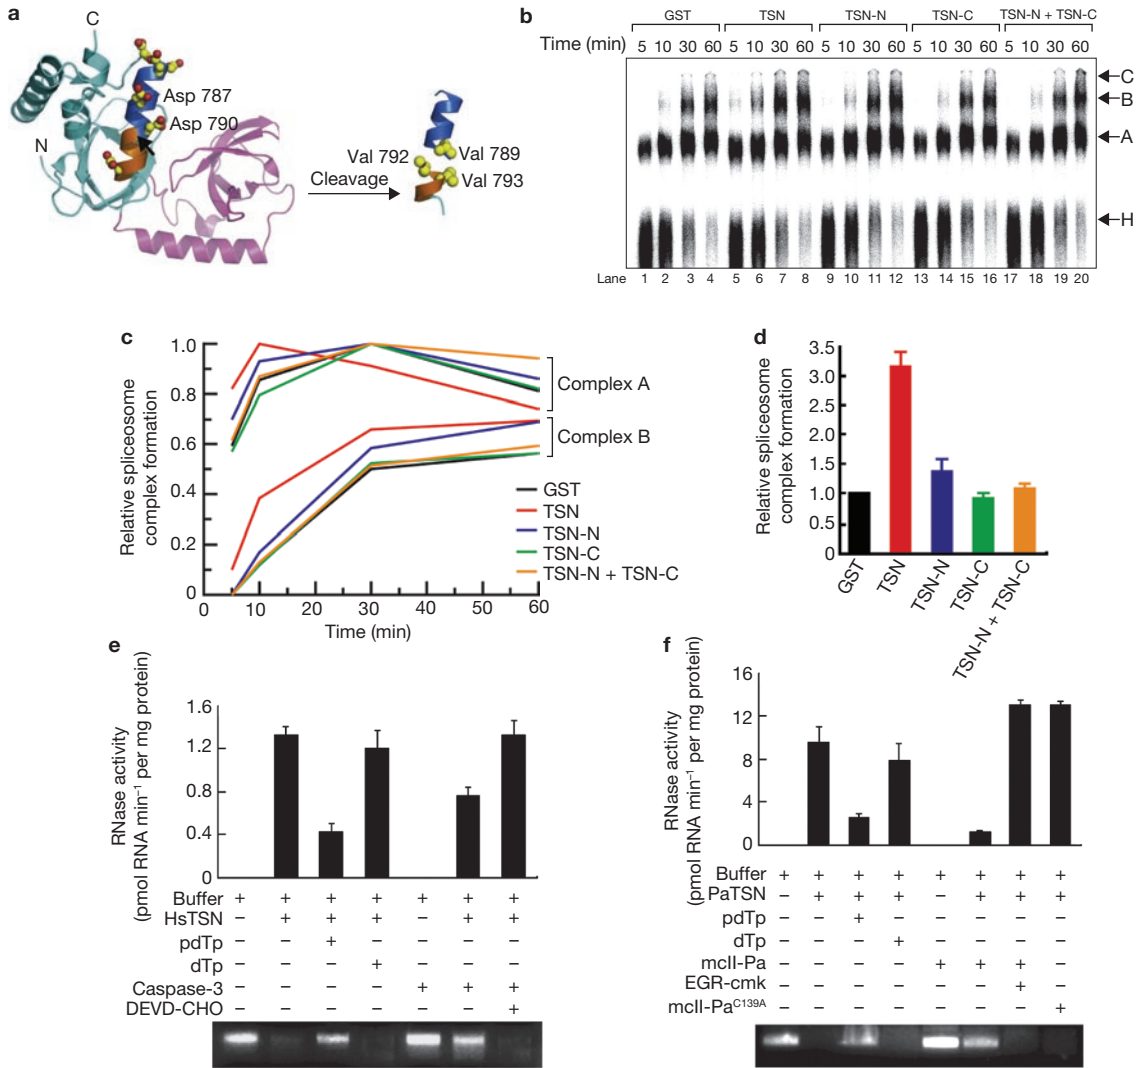 a
C
Asp 787
Asp 790
N
Val 792
Val 789
Cleavage
Val 793
b
GST TSN TSN-N TSN-C TSN-N + TSN-C
Time (min) 5 10 30 60 5 10 30 60 5 10 30 60 5 10 30 60 5 10 30 60
C
B
A
H
Lane 1 2 3 4 5 6 7 8 9 10 11 12 13 14 15 16 17 18 19 20
c
Relative spliceosome
complex formation
1.0
0.8
0.6
0.4
0.2
0
0 10 20 30 40 50 60
Time (min)
Complex A
Complex B
GST
TSN
TSN-N
TSN-C
TSN-N + TSN-C
d
Relative spliceosome
complex formation
3.5
3.0
2.5
2.0
1.5
1.0
0.5
0
GST
TSN
TSN-N
TSN-C
TSN-N + TSN-C
e
RNase activity
(pmol RNA min⁻¹ per mg protein)
1.6
1.2
0.8
0.4
0
Buffer + + + + + + +
HsTSN – + + + – + +
pdTp – – + – – – –
dTp – – – + – – –
Caspase-3 – – – – + + +
DEVD-CHO – – – – – – +
f
RNase activity
(pmol RNA min⁻¹ per mg protein)
16
12
8
4
0
Buffer + + + + + + + +
PaTSN – + + + – + + +
pdTp – – + – – – – –
dTp – – – + – – – –
mcII-Pa – – – – + + + –
EGR-cmk – – – – – – + –
mcII-Paᶜ¹³⁹ᴬ – – – – – – – +